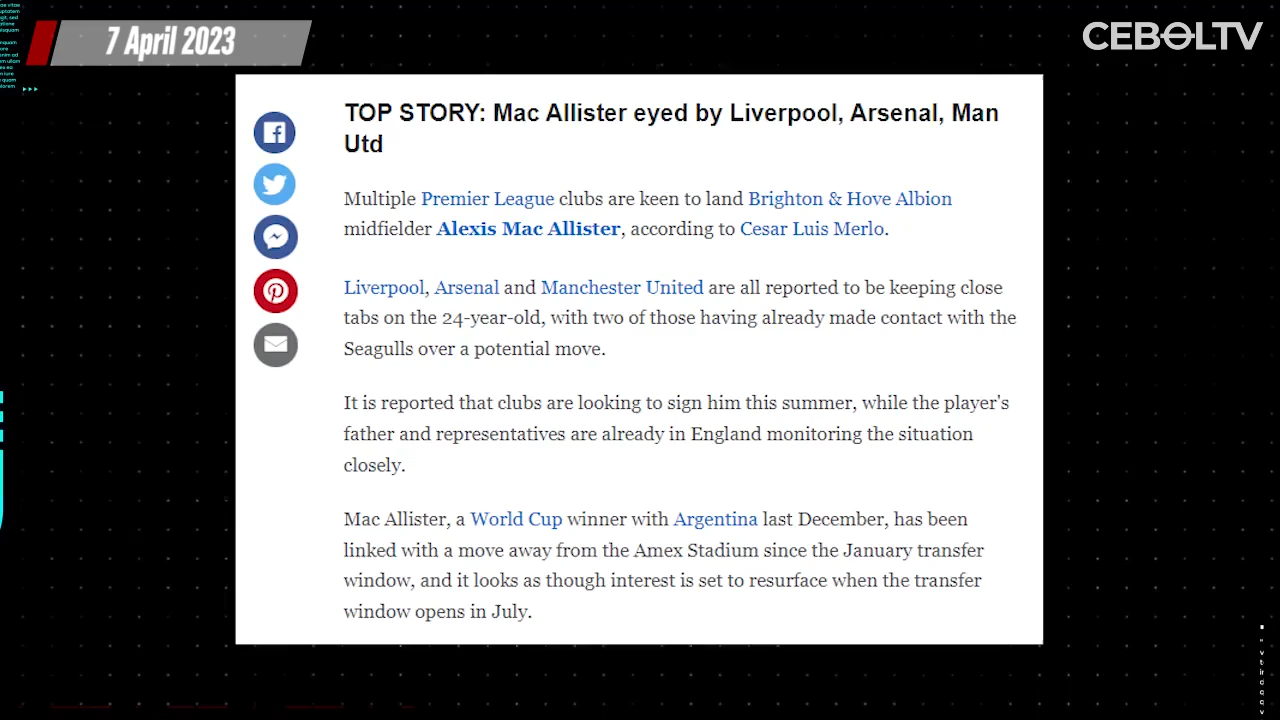 7 April 2023
CEBOLTV
TOP STORY: Mac Allister eyed by Liverpool, Arsenal, Man
Utd
Multiple Premier League clubs are keen to land Brighton & Hove Albion
midfielder Alexis Mac Allister, according to Cesar Luis Merlo.
Liverpool, Arsenal and Manchester United are all reported to be keeping close
tabs on the 24-year-old, with two of those having already made contact with the
Seagulls over a potential move.
It is reported that clubs are looking to sign him this summer, while the player's
father and representatives are already in England monitoring the situation
closely.
Mac Allister, a World Cup winner with Argentina last December, has been
linked with a move away from the Amex Stadium since the January transfer
window, and it looks as though interest is set to resurface when the transfer
window opens in July.